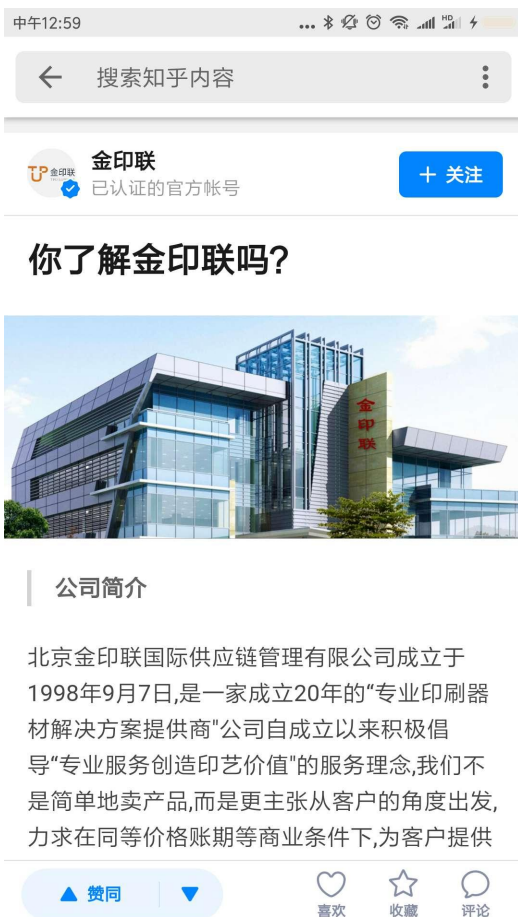 中午12:59
HD
搜索知乎内容
金印联
金印联
已认证的官方帐号
+ 关注
你了解金印联吗?
金印联
公司简介
北京金印联国际供应链管理有限公司成立于
1998年9月7日,是一家成立20年的“专业印刷器
材解决方案提供商"公司自成立以来积极倡
导“专业服务创造印艺价值"的服务理念,我们不
是简单地卖产品,而是更主张从客户的角度出发,
力求在同等价格账期等商业条件下,为客户提供
赞同
喜欢
收藏
评论